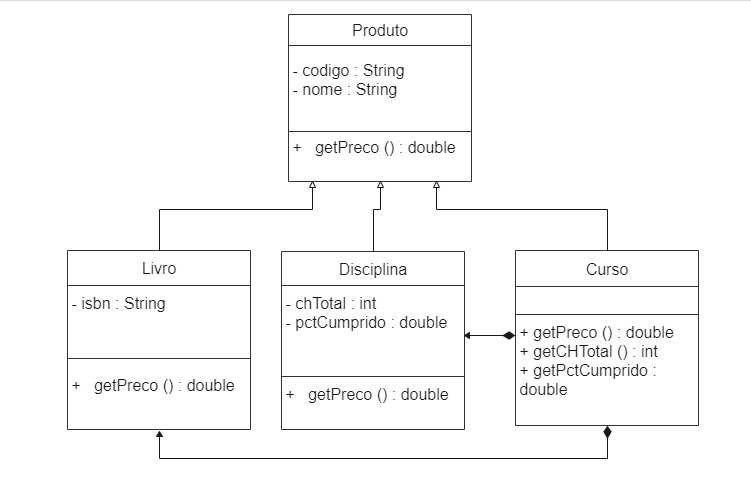 Produto
- codigo : String
- nome : String
+ getPreco () : double
Livro
- isbn : String
+ getPreco () : double
Disciplina
- chTotal : int
- pctCumprido : double
+ getPreco () : double
Curso
+ getPreco () : double
+ getCHTotal () : int
+ getPctCumprido :
double